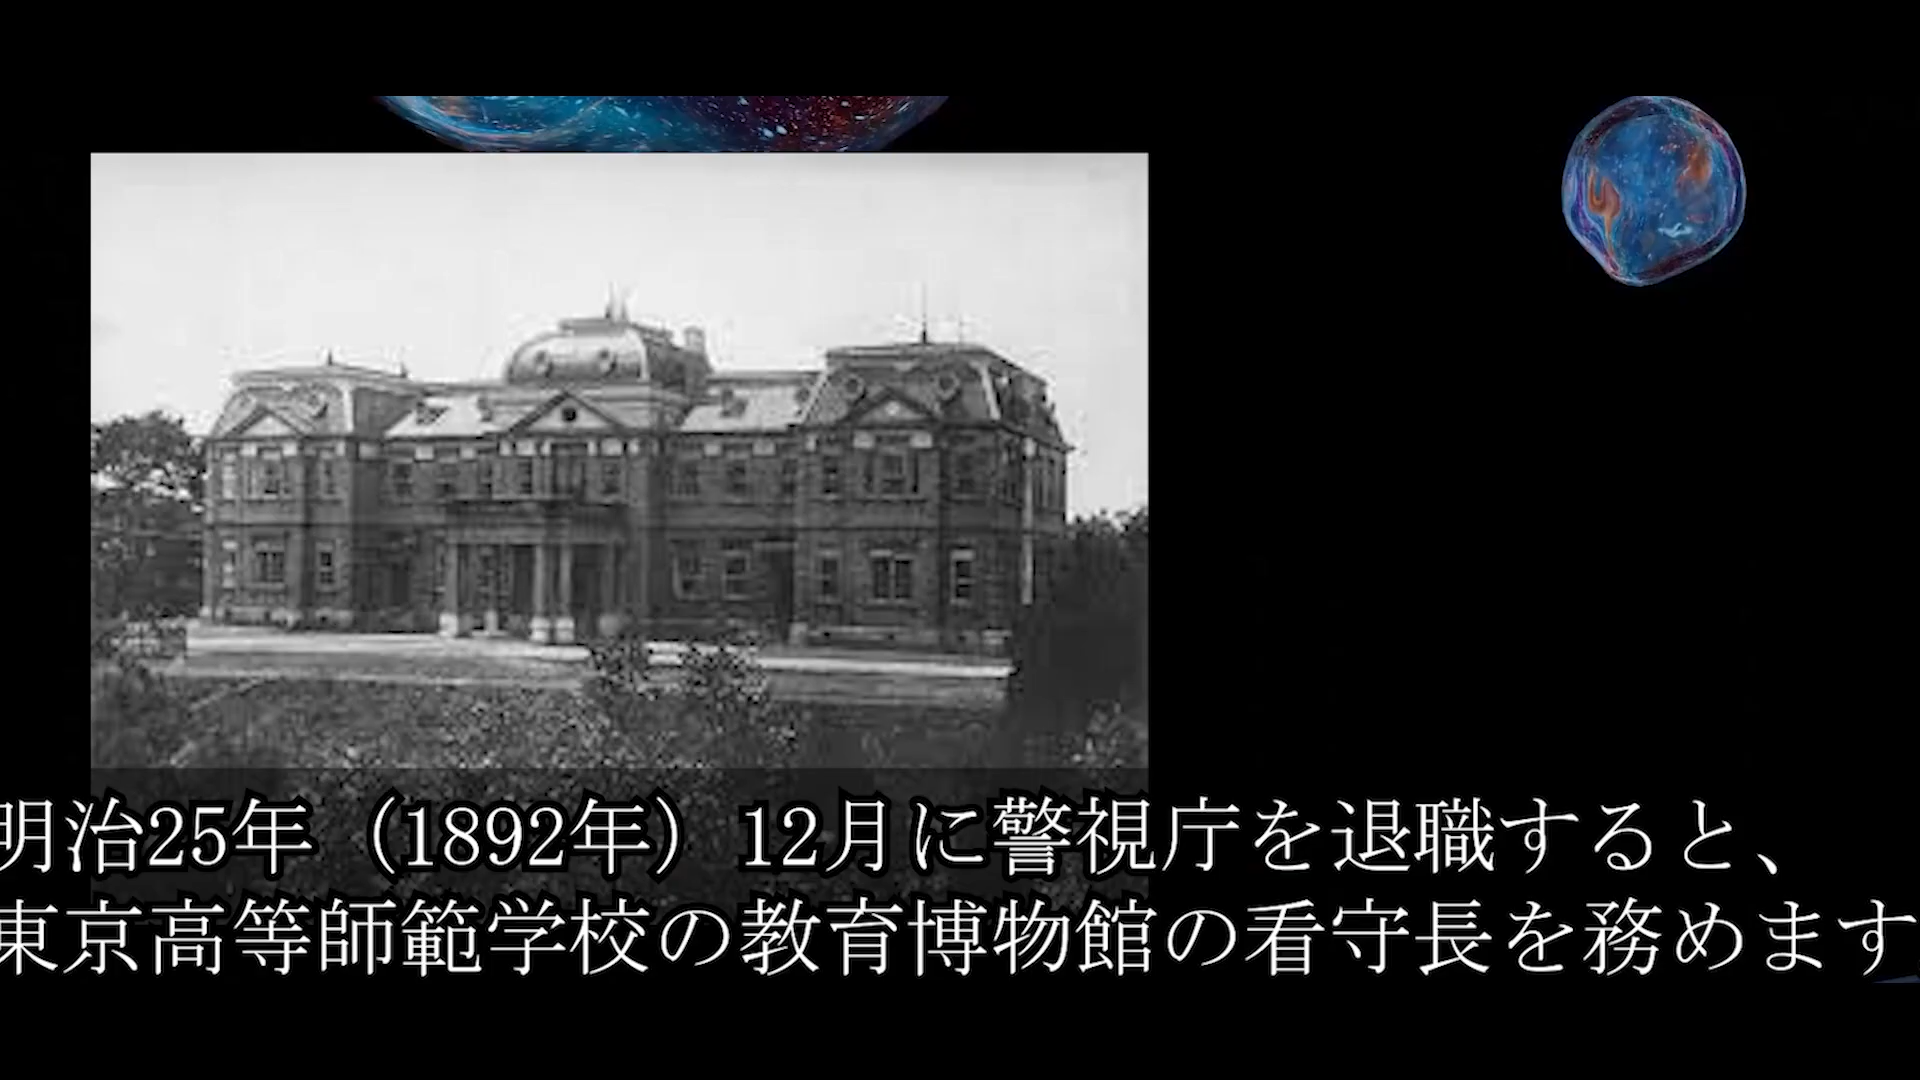 明治25年（1892年）12月に警視庁を退職すると、
東京高等師範学校の教育博物館の看守長を務めます